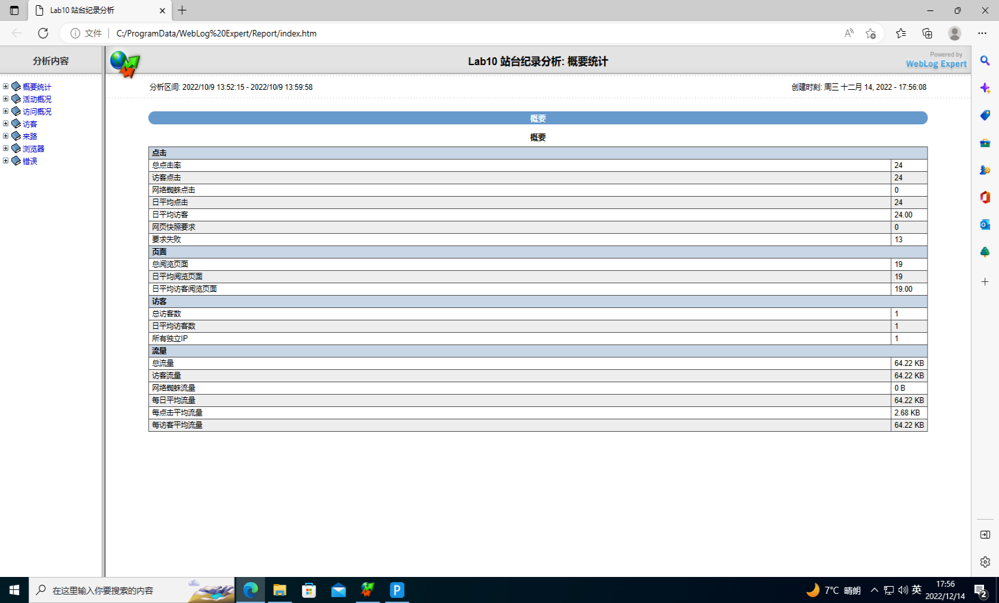 Lab10 站台纪录分析
文件
C:/ProgramData/WebLog%20Expert/Report/index.htm
分析内容
概要统计
活动概况
访问概况
访客
来路
浏览器
错误
Lab10 站台纪录分析: 概要统计
Powered by
WebLog Expert
分析区间: 2022/10/9 13:52:15 - 2022/10/9 13:59:58
创建时刻: 周三 十二月 14, 2022 - 17:56:08
概要
概要
点击
总点击率 24
访客点击 24
网络蜘蛛点击 0
日平均点击 24
日平均访客 24.00
网页快照要求 0
要求失败 13
页面
总阅览页面 19
日平均阅览页面 19
日平均访客阅览页面 19.00
访客
总访客数 1
日平均访客数 1
所有独立IP 1
流量
总流量 64.22 KB
访客流量 64.22 KB
网络蜘蛛流量 0 B
每日平均流量 64.22 KB
每点击平均流量 2.68 KB
每访客平均流量 64.22 KB
在这里输入你要搜索的内容
7°C 晴朗
英
17:56
2022/12/14
2